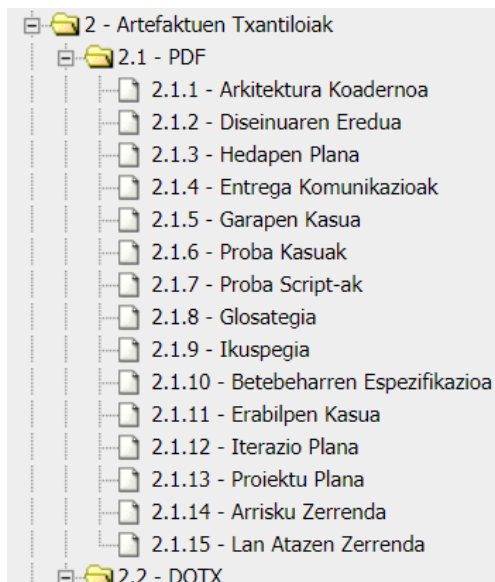 2 - Artefaktuen Txantiloiak
2.1 - PDF
2.1.1 - Arkitektura Koadernoa
2.1.2 - Diseinuaren Eredua
2.1.3 - Hedapen Plana
2.1.4 - Entrega Komunikazioak
2.1.5 - Garapen Kasua
2.1.6 - Proba Kasuak
2.1.7 - Proba Script-ak
2.1.8 - Glosategia
2.1.9 - Ikuspegia
2.1.10 - Betebeharren Espezifikazioa
2.1.11 - Erabilpen Kasua
2.1.12 - Iterazio Plana
2.1.13 - Proiektu Plana
2.1.14 - Arrisku Zerrenda
2.1.15 - Lan Atazen Zerrenda
2.2 - DOTX